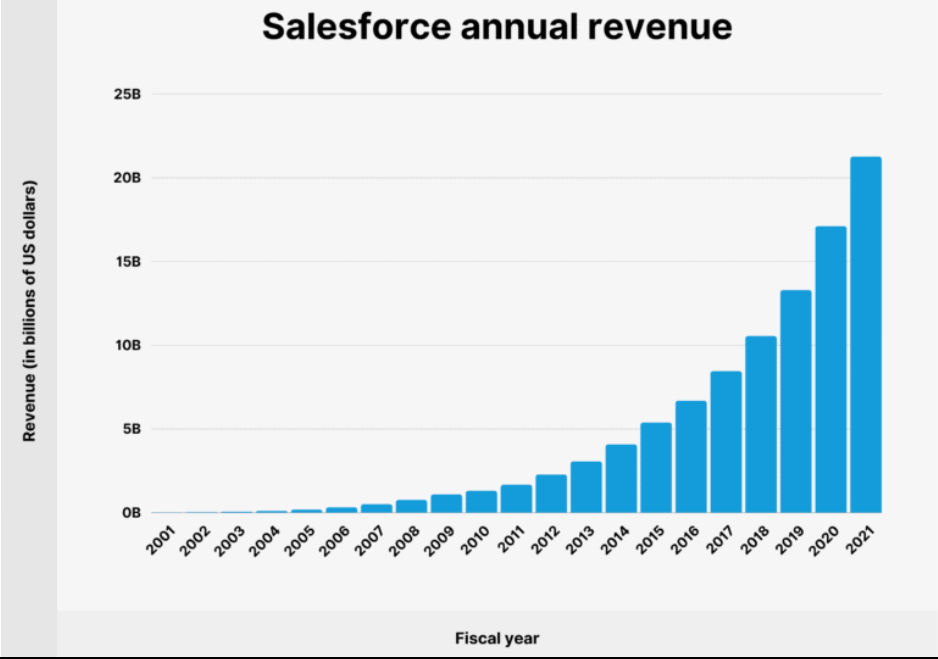 Salesforce annual revenue
Revenue (in billions of US dollars)
25B
20B
15B
10B
5B
0B
2001
2002
2003
2004
2005
2006
2007
2008
2009
2010
2011
2012
2013
2014
2015
2016
2017
2018
2019
2020
2021
Fiscal year